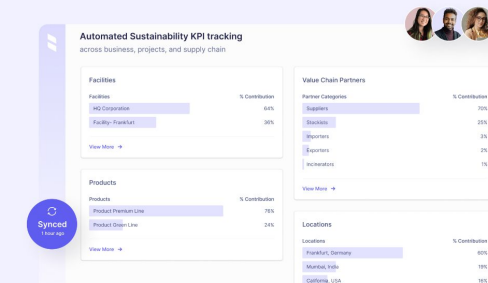 Automated Sustainability KPI tracking
across business, projects, and supply chain
Facilities
Facilities % Contribution
HQ Corporation 64%
Facility- Frankfurt 36%
View More →
Products
Products % Contribution
Product Premium Line 76%
Product Green Line 24%
View More →
Synced
1 hour ago
Value Chain Partners
Partner Categories % Contribution
Suppliers 70%
Stockists 25%
Importers
Exporters 2%
Incinerators 1%
View More →
Locations
Locations % Contribution
Frankfurt, Germany
Mumbai, India 19%
California, USA 16%